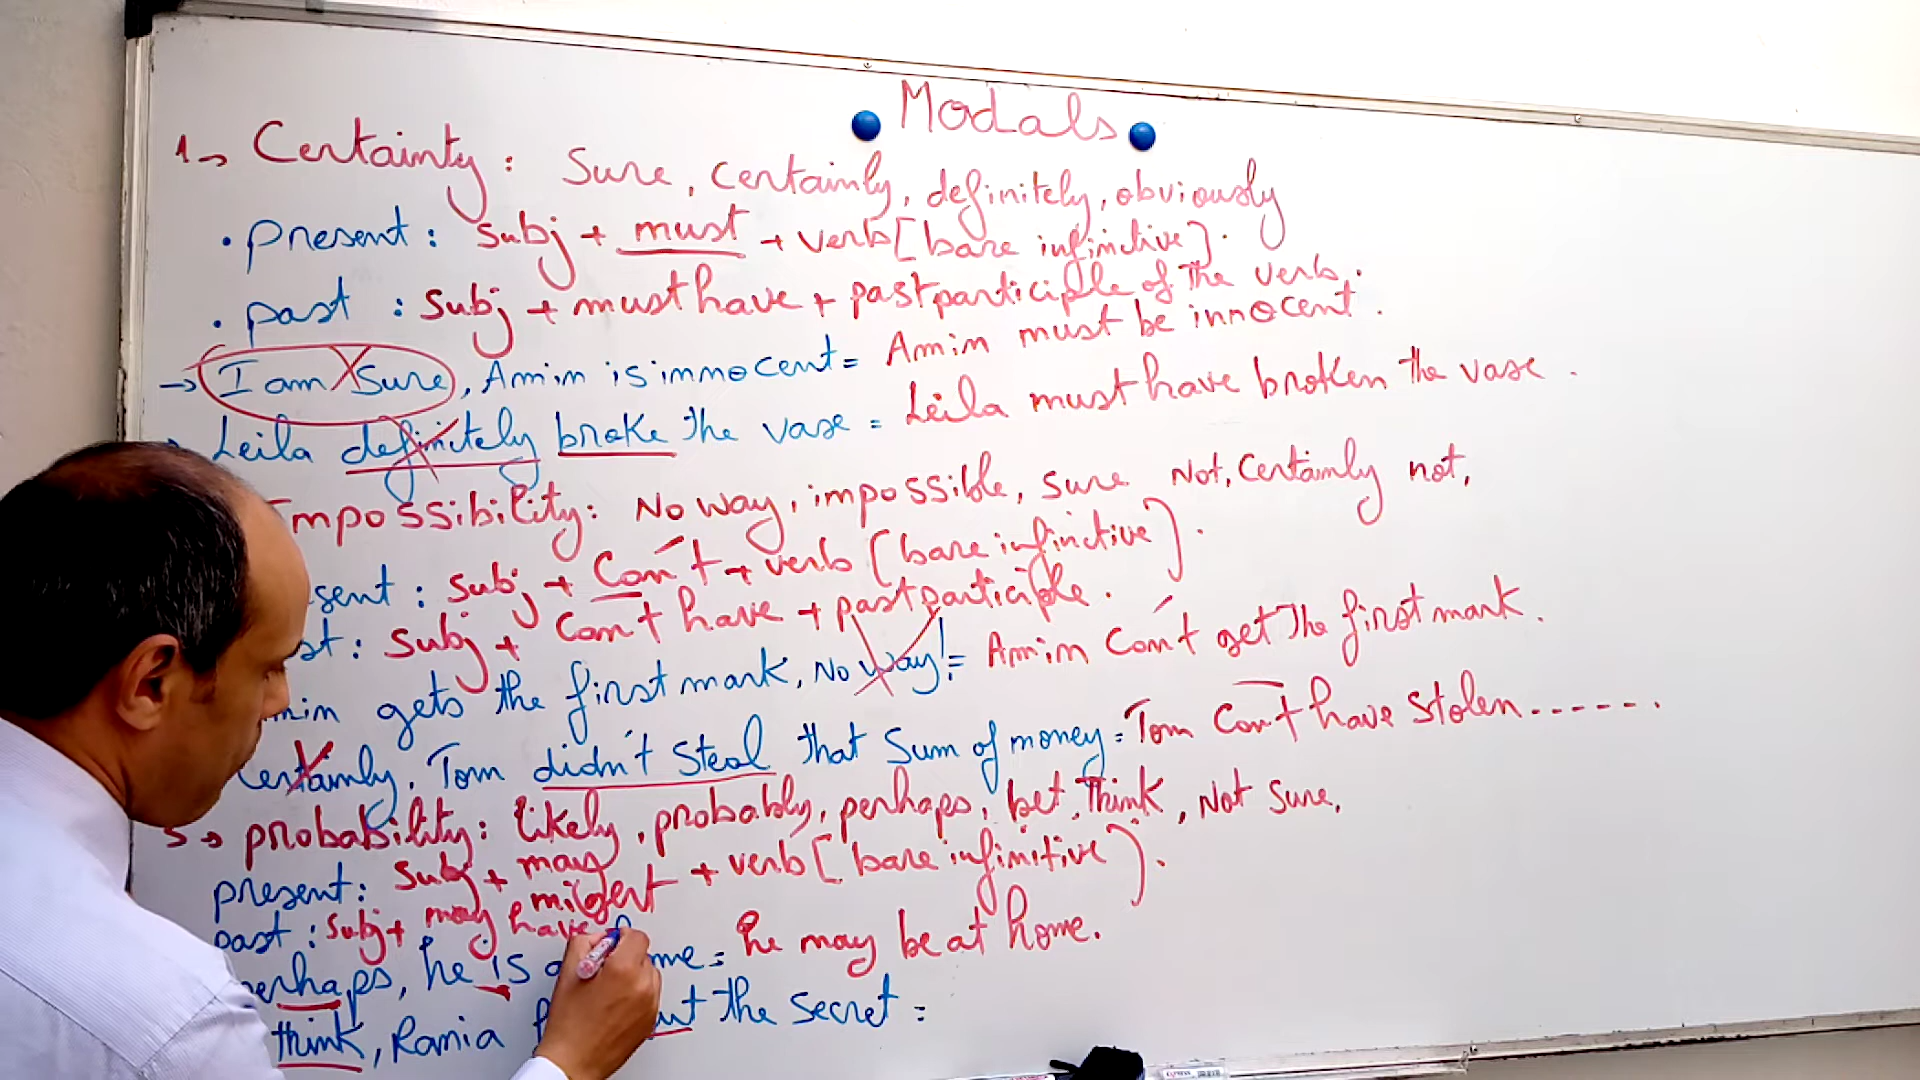 Modals
1→ Certainty: Sure, certainly, definitely, obviously
• present: subj + must + verb [bare infinitive].
• past: subj + must have + past participle of the verb.
→ I am sure, Amin is innocent = Amin must be innocent.
Leila definitely broke the vase = Leila must have broken the vase.
Impossibility: No way, impossible, sure Not, Certainly not,
sent: subj + Can't + verb [bare infinitive].
st: subj + Can't have + past participle.
min gets the first mark, No way! = Amin Can't get the first mark.
Certainly, Tom didn't steal that sum of money = Tom Can't have stolen.......
3→ probability: likely, probably, perhaps, bet, think, Not sure,
present: subj + may might + verb [bare infinitive].
past: subj + may have
perhaps, he is me = he may be at home.
think, Rania ut the secret =